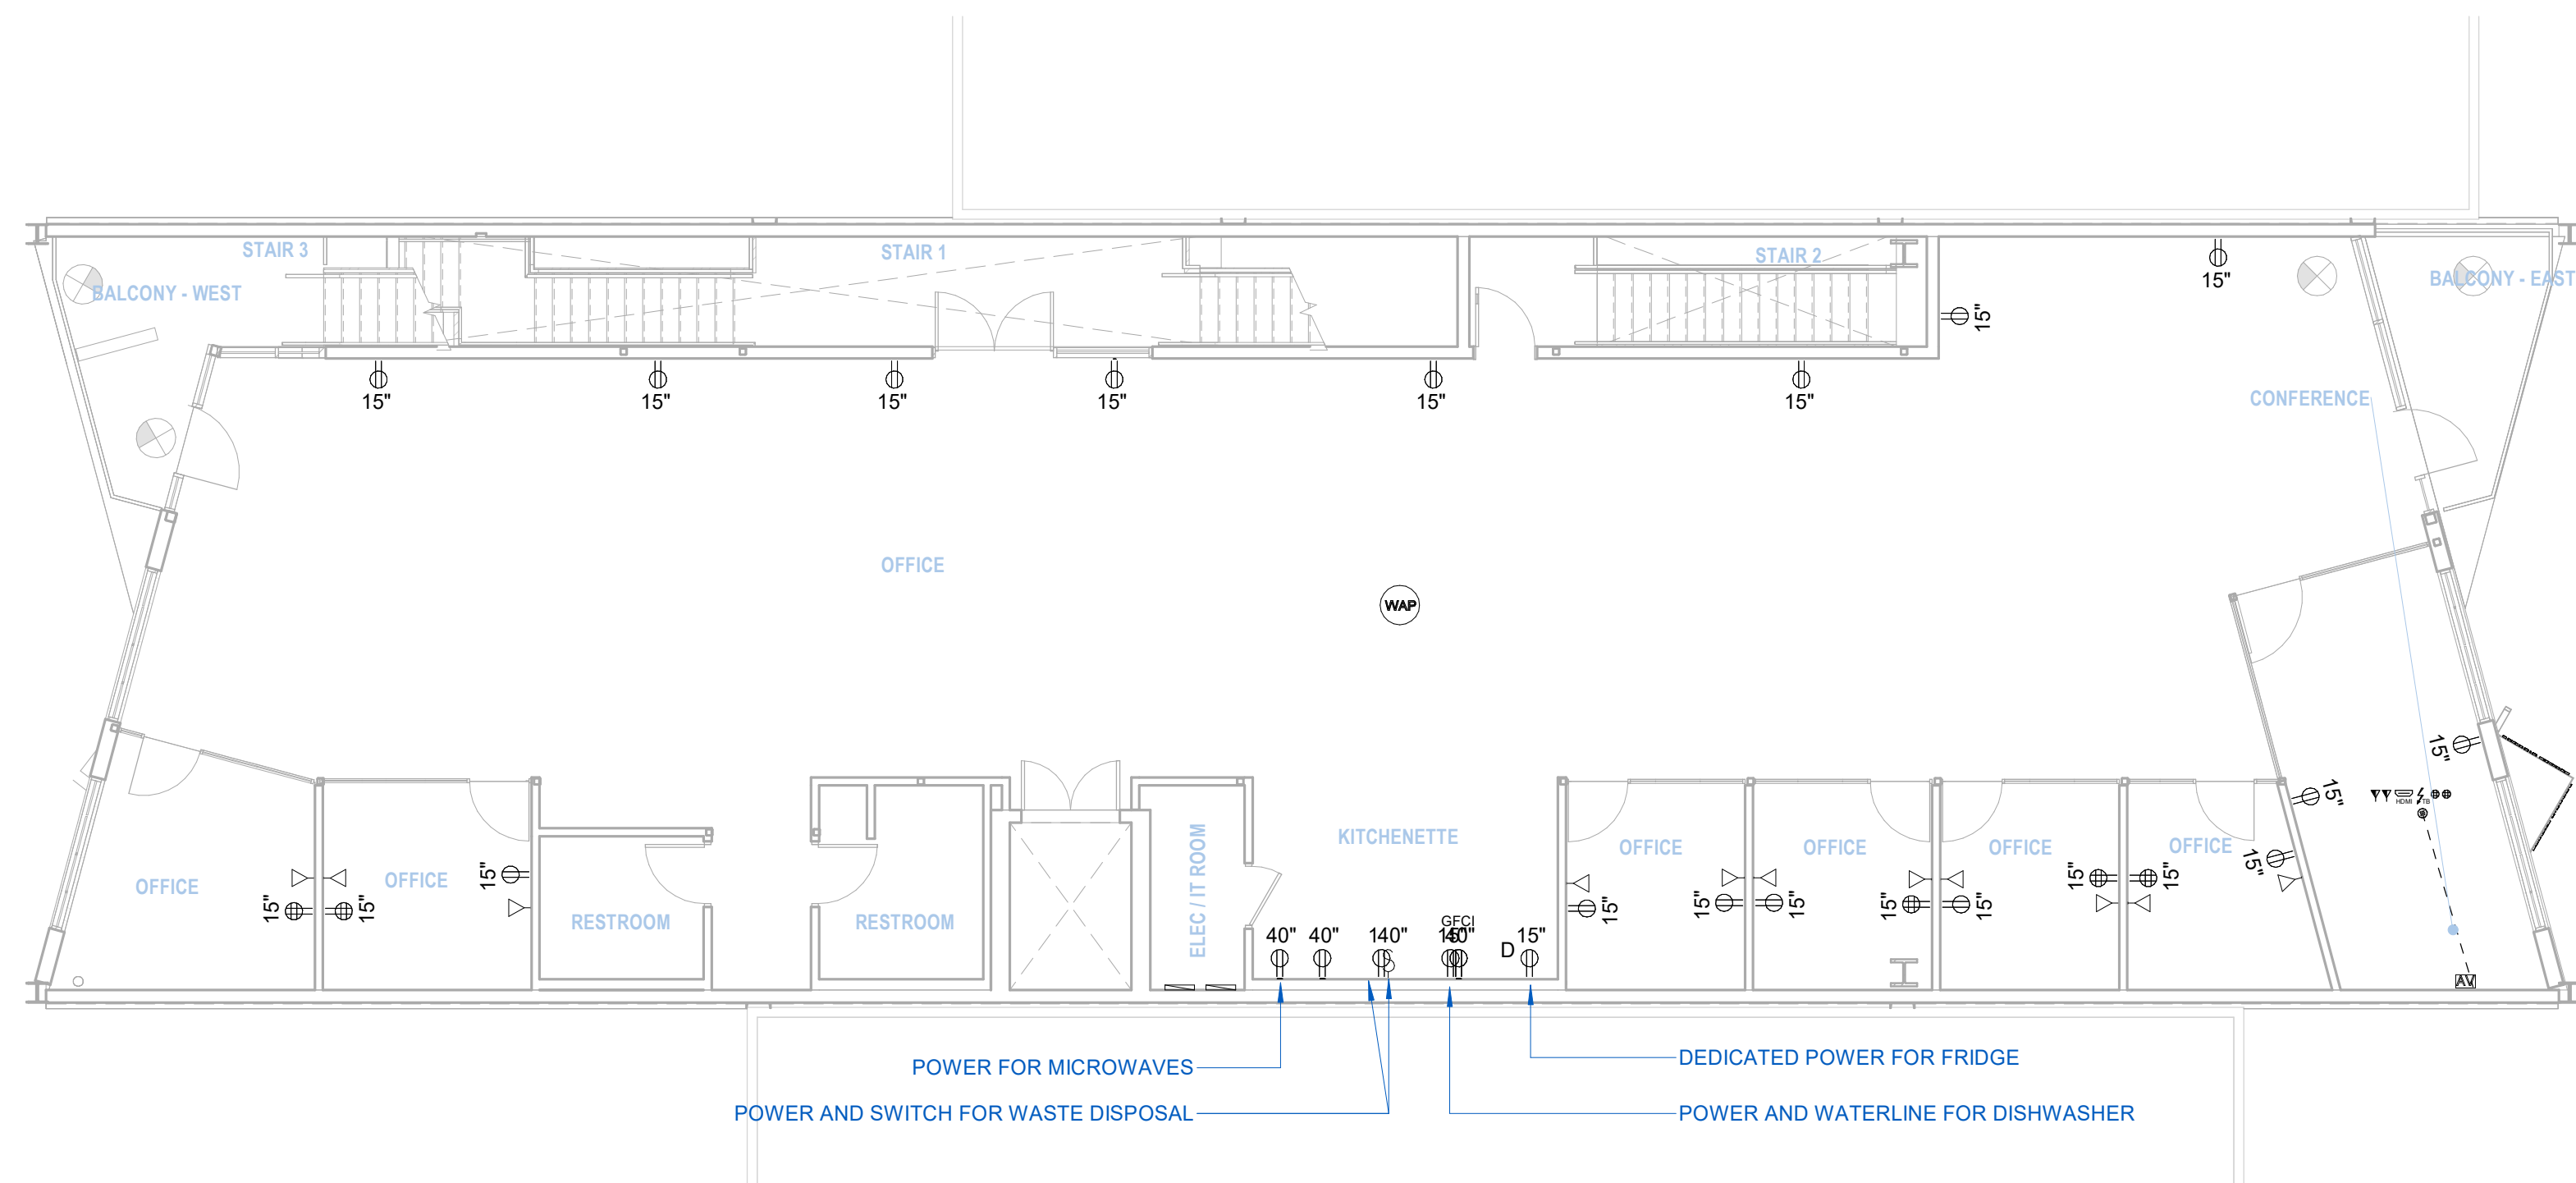 STAIR 3
STAIR 1
STAIR 2
BALCONY - WEST
BALCONY - EAST
15"
15"
15"
15"
15"
15"
15"
15"
CONFERENCE
OFFICE
WAP
15"
15"
HDMI
TB
KITCHENETTE
ELEC / IT ROOM
OFFICE
OFFICE
OFFICE
OFFICE
OFFICE
OFFICE
RESTROOM
RESTROOM
15"
15"
15"
15"
15"
15"
15"
15"
15"
15"
15"
GFCI
40"
40"
40"
15"
D
AV
POWER FOR MICROWAVES
DEDICATED POWER FOR FRIDGE
POWER AND SWITCH FOR WASTE DISPOSAL
POWER AND WATERLINE FOR DISHWASHER